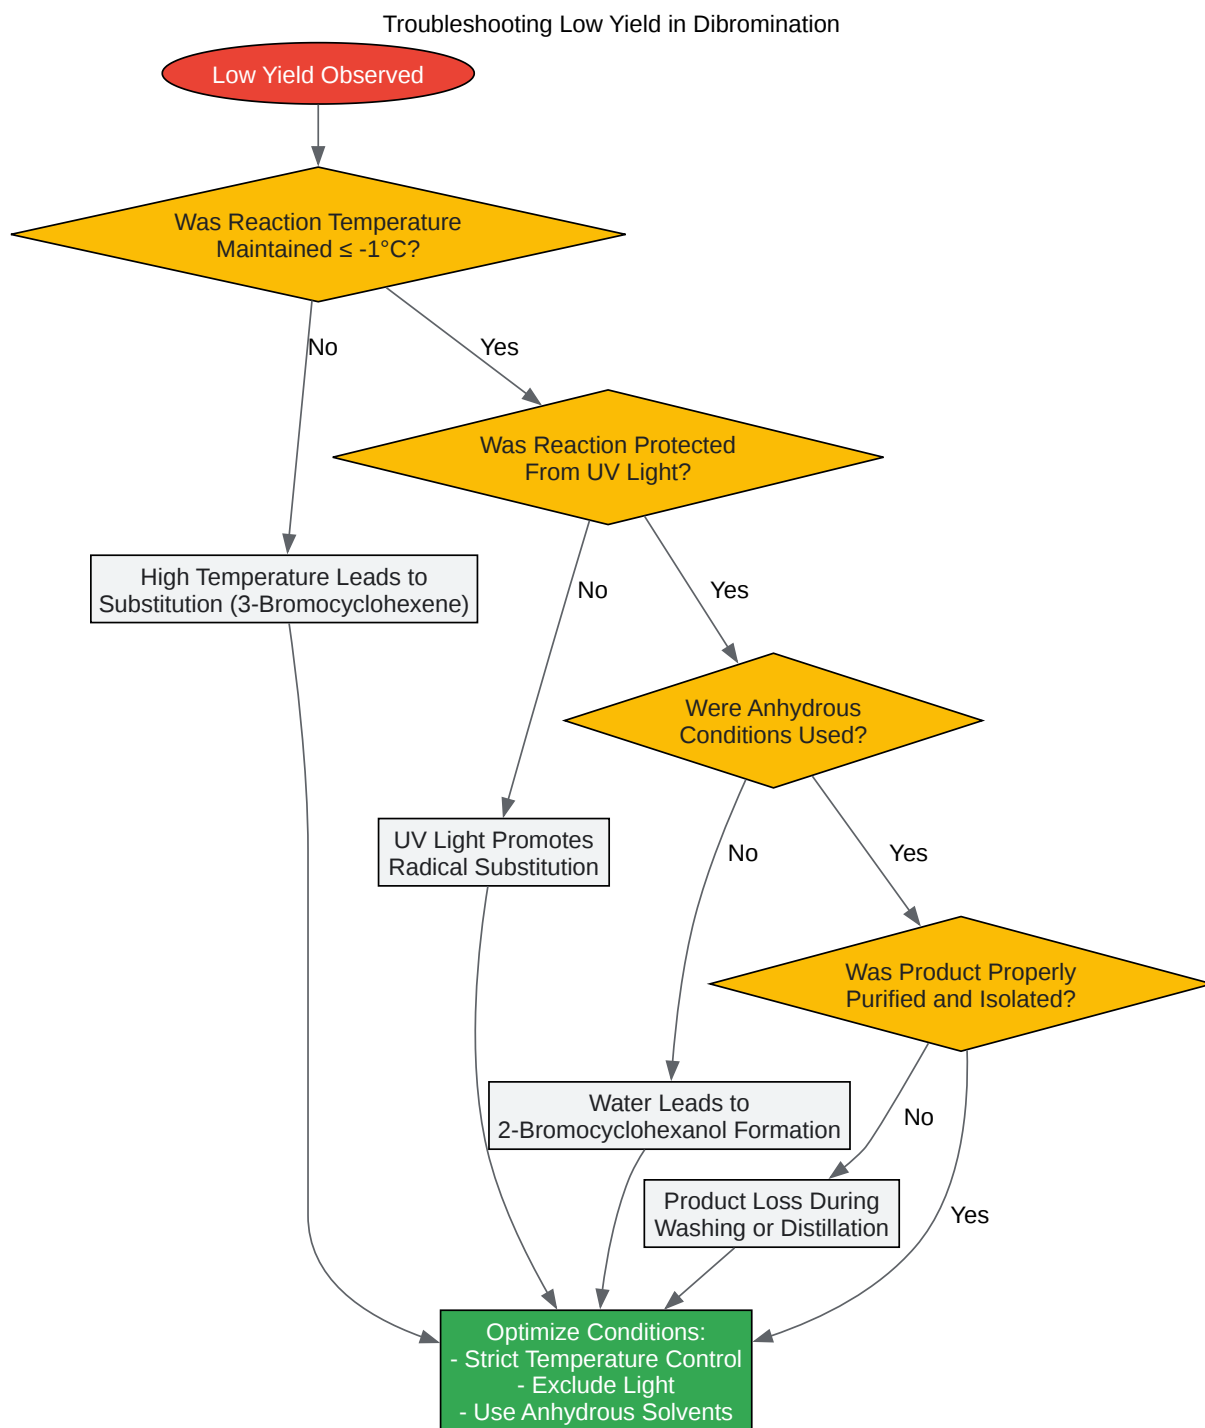 Troubleshooting Low Yield in Dibromination
Low Yield Observed
Was Reaction Temperature
Maintained ≤ -1°C?
No
Yes
Was Reaction Protected
From UV Light?
High Temperature Leads to
Substitution (3-Bromocyclohexene)
No
Yes
Were Anhydrous
Conditions Used?
UV Light Promotes
Radical Substitution
No
Yes
Was Product Properly
Purified and Isolated?
Water Leads to
2-Bromocyclohexanol Formation
No
Product Loss During
Washing or Distillation
Yes
Optimize Conditions:
- Strict Temperature Control
- Exclude Light
- Use Anhydrous Solvents